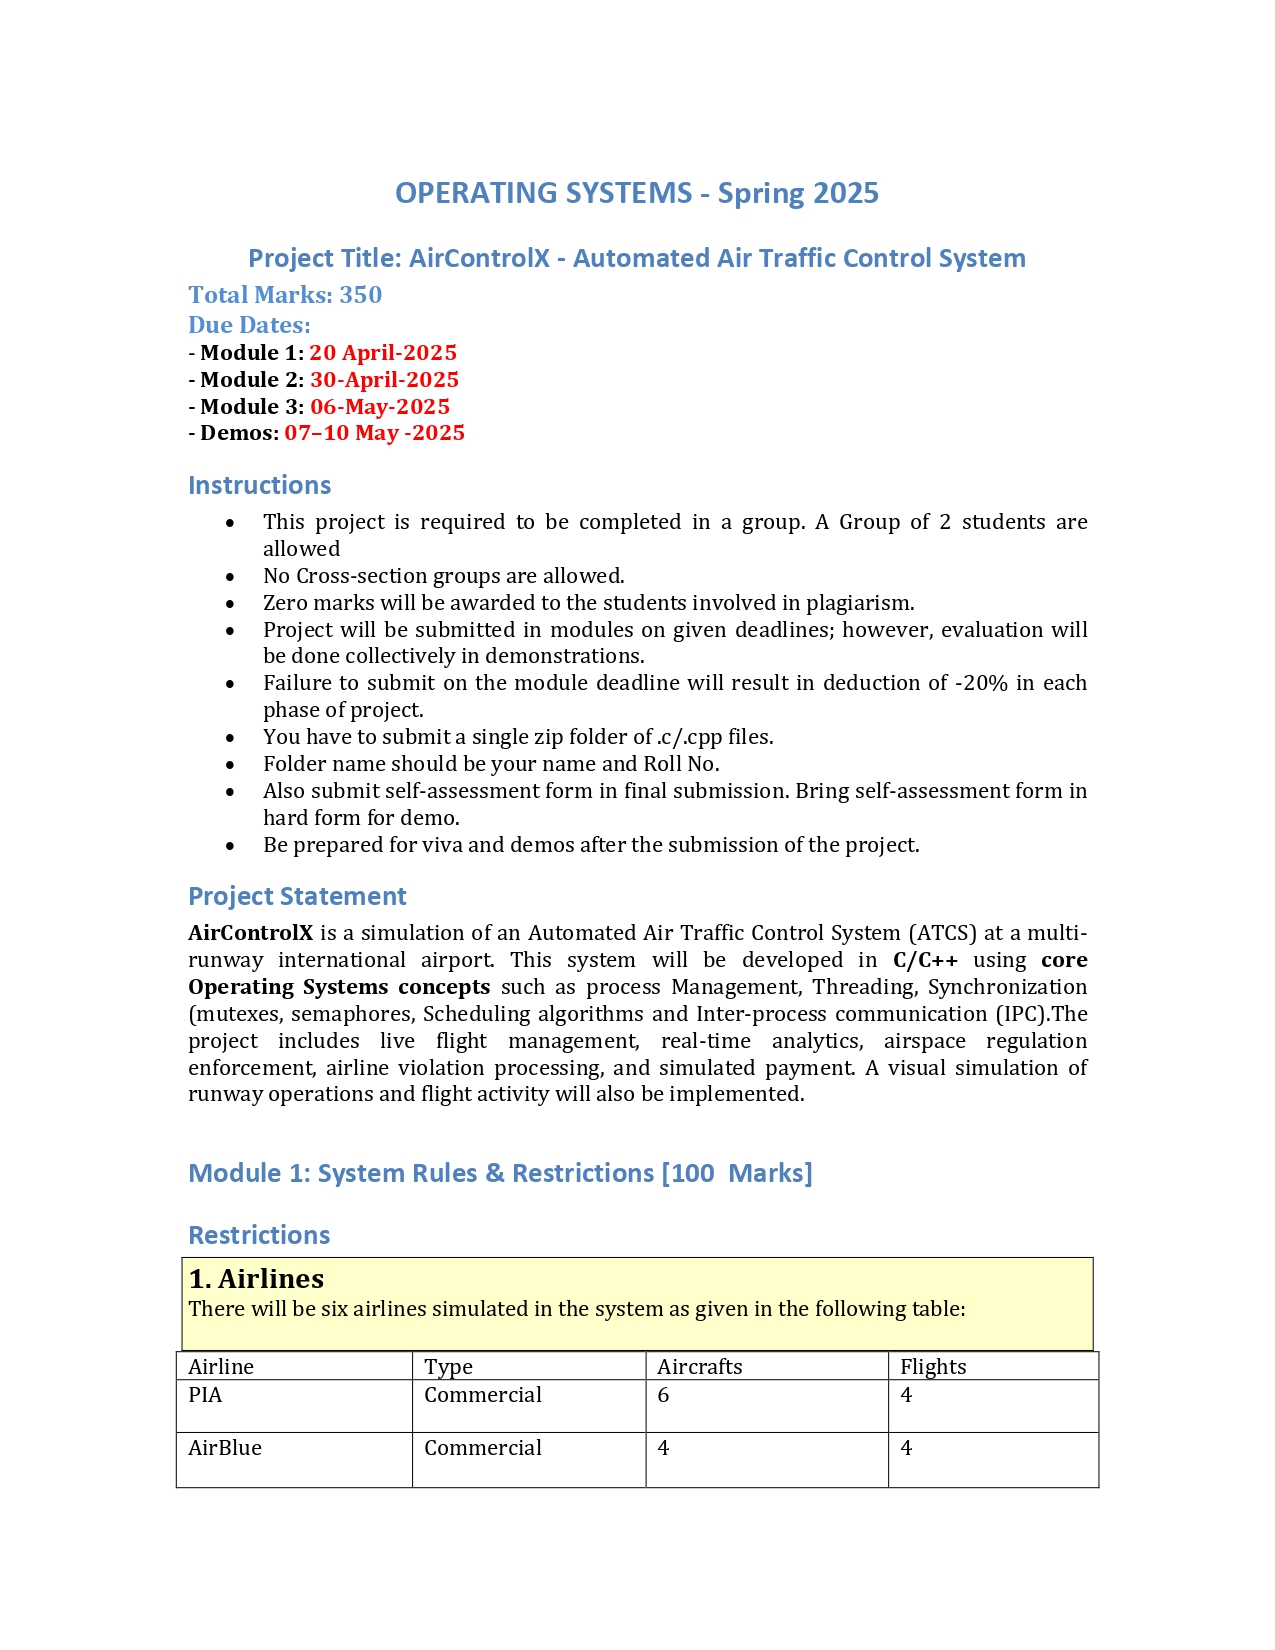 OPERATING SYSTEMS - Spring 2025
Project Title: AirControlX - Automated Air Traffic Control System
Total Marks: 350
Due Dates:
- Module 1: 20 April-2025
- Module 2: 30-April-2025
- Module 3: 06-May-2025
- Demos: 07–10 May -2025
Instructions
• This project is required to be completed in a group. A Group of 2 students are
allowed
• No Cross-section groups are allowed.
• Zero marks will be awarded to the students involved in plagiarism.
• Project will be submitted in modules on given deadlines; however, evaluation will
be done collectively in demonstrations.
• Failure to submit on the module deadline will result in deduction of -20% in each
phase of project.
• You have to submit a single zip folder of .c/.cpp files.
• Folder name should be your name and Roll No.
• Also submit self-assessment form in final submission. Bring self-assessment form in
hard form for demo.
• Be prepared for viva and demos after the submission of the project.
Project Statement
AirControlX is a simulation of an Automated Air Traffic Control System (ATCS) at a multi-
runway international airport. This system will be developed in C/C++ using core
Operating Systems concepts such as process Management, Threading, Synchronization
(mutexes, semaphores, Scheduling algorithms and Inter-process communication (IPC).The
project includes live flight management, real-time analytics, airspace regulation
enforcement, airline violation processing, and simulated payment. A visual simulation of
runway operations and flight activity will also be implemented.
Module 1: System Rules & Restrictions [100  Marks]
Restrictions
1. Airlines
There will be six airlines simulated in the system as given in the following table:
Airline Type Aircrafts Flights
PIA Commercial 6 4
AirBlue Commercial 4 4